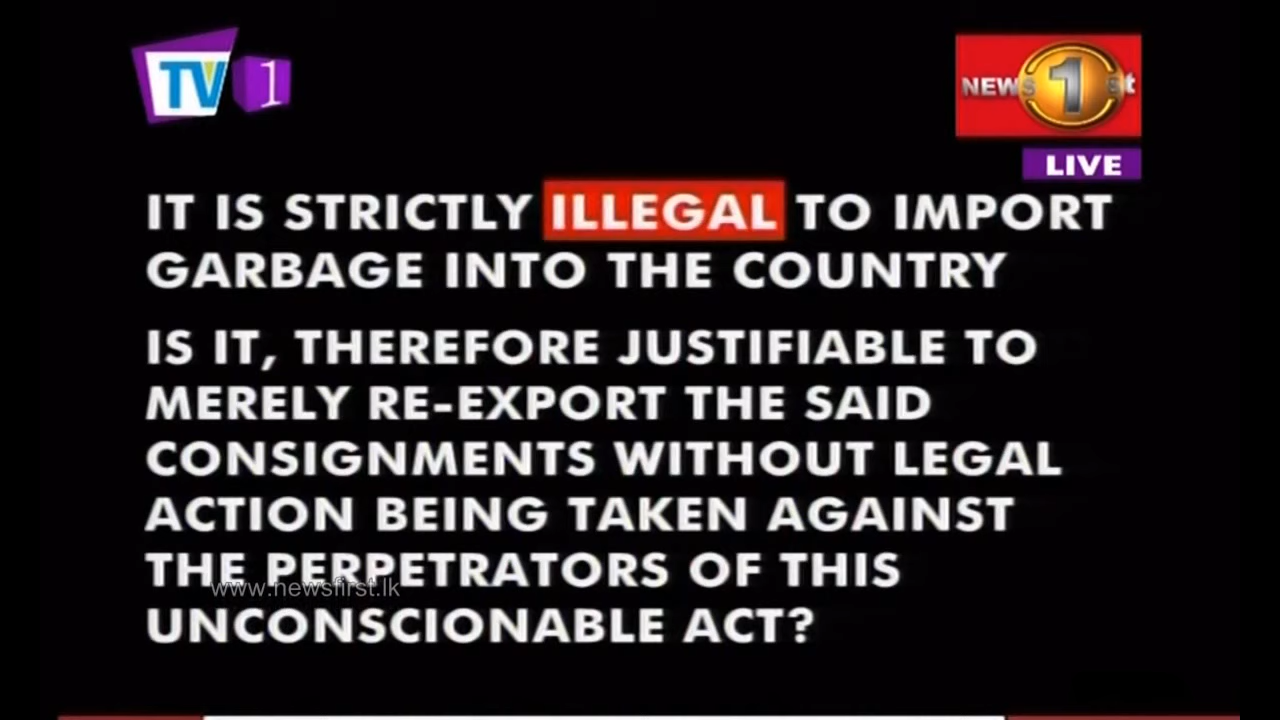 TV 1
NEWS 1st
LIVE
IT IS STRICTLY ILLEGAL TO IMPORT
GARBAGE INTO THE COUNTRY
IS IT, THEREFORE JUSTIFIABLE TO
MERELY RE-EXPORT THE SAID
CONSIGNMENTS WITHOUT LEGAL
ACTION BEING TAKEN AGAINST
THE PERPETRATORS OF THIS
www.newsfirst.lk
UNCONSCIONABLE ACT?